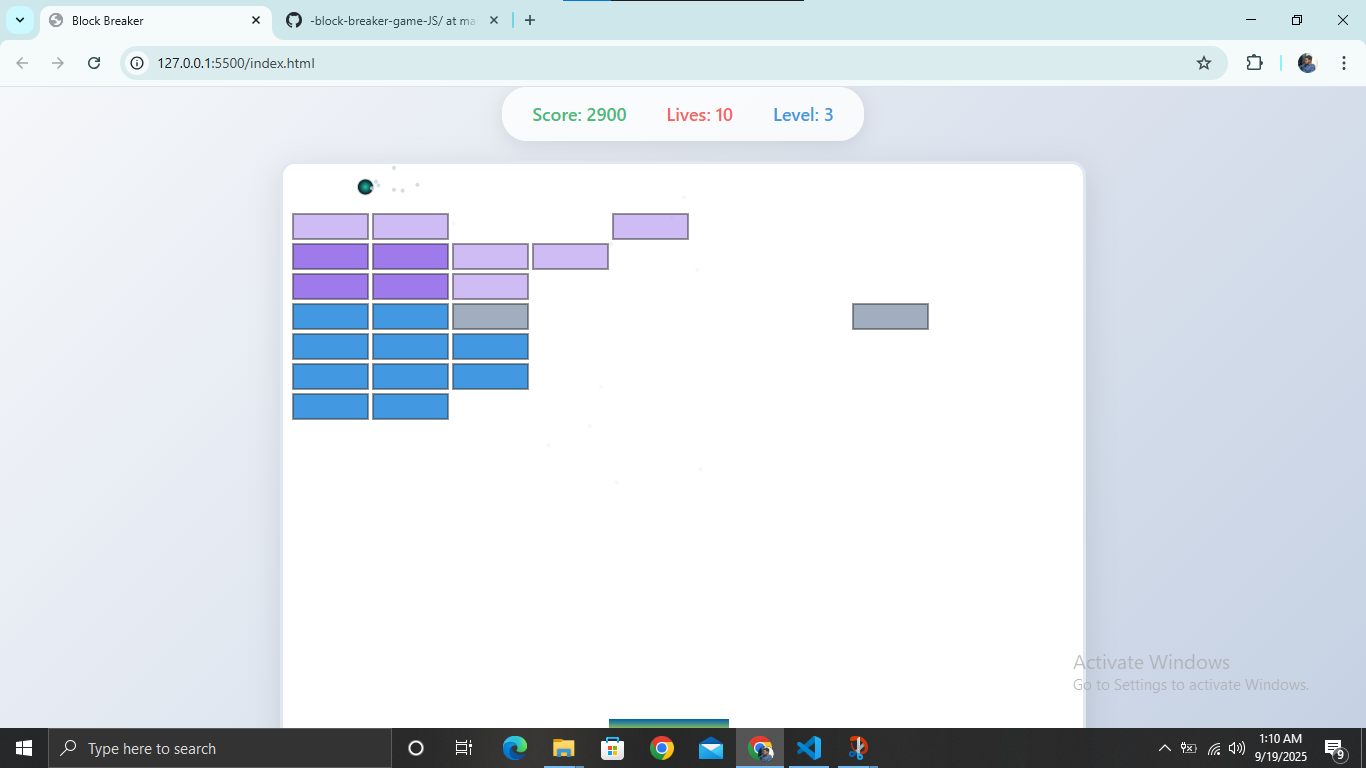 Block Breaker
-block-breaker-game-JS/ at ma
127.0.0.1:5500/index.html
Score: 2900 Lives: 10 Level: 3
Activate Windows
Go to Settings to activate Windows.
Type here to search
1:10 AM
9/19/2025
9